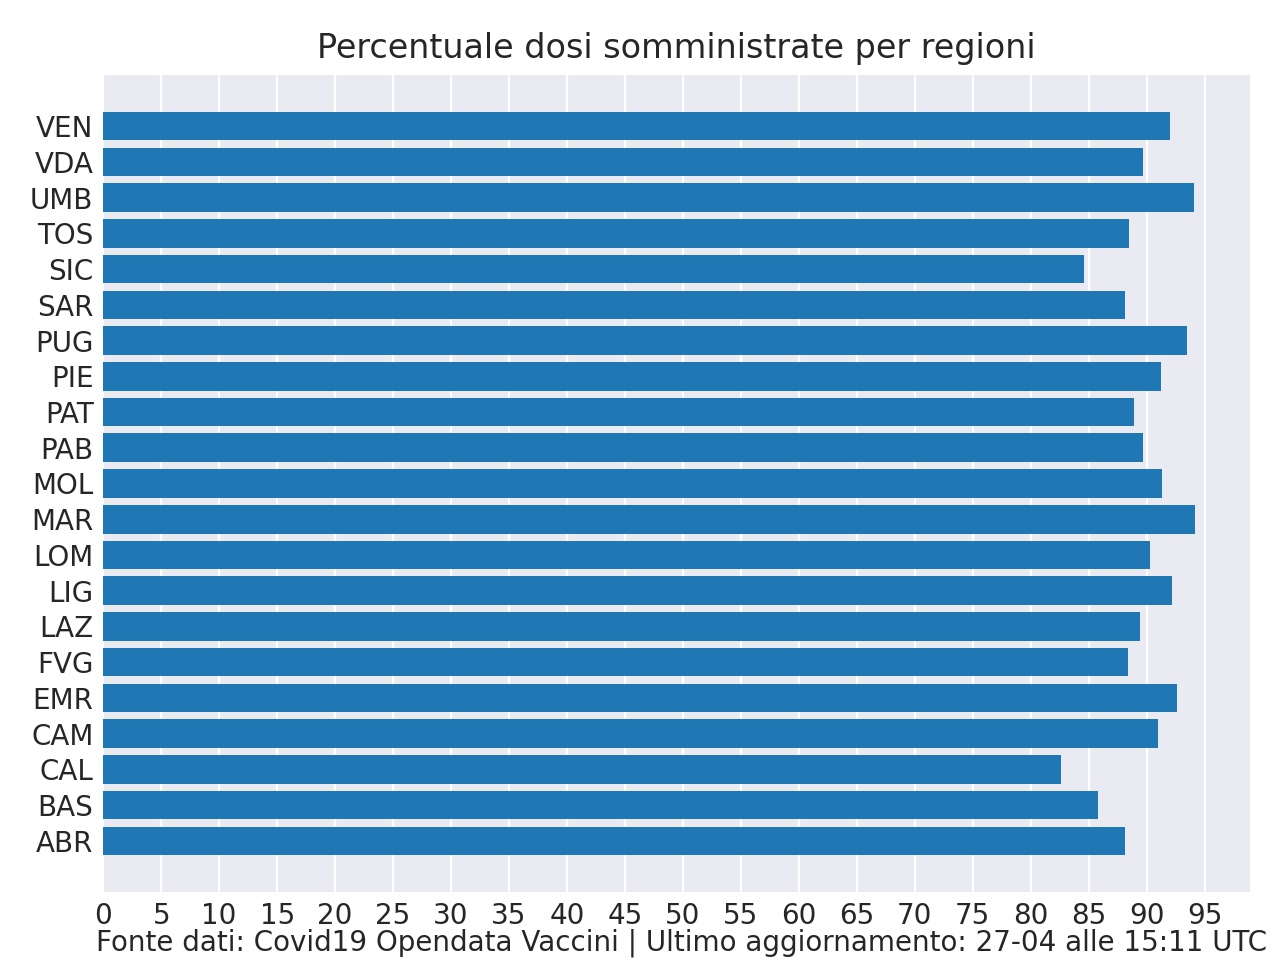 Percentuale dosi somministrate per regioni
VEN
VDA
UMB
TOS
SIC
SAR
PUG
PIE
PAT
PAB
MOL
MAR
LOM
LIG
LAZ
FVG
EMR
CAM
CAL
BAS
ABR
0 5 10 15 20 25 30 35 40 45 50 55 60 65 70 75 80 85 90 95
Fonte dati: Covid19 Opendata Vaccini | Ultimo aggiornamento: 27-04 alle 15:11 UTC